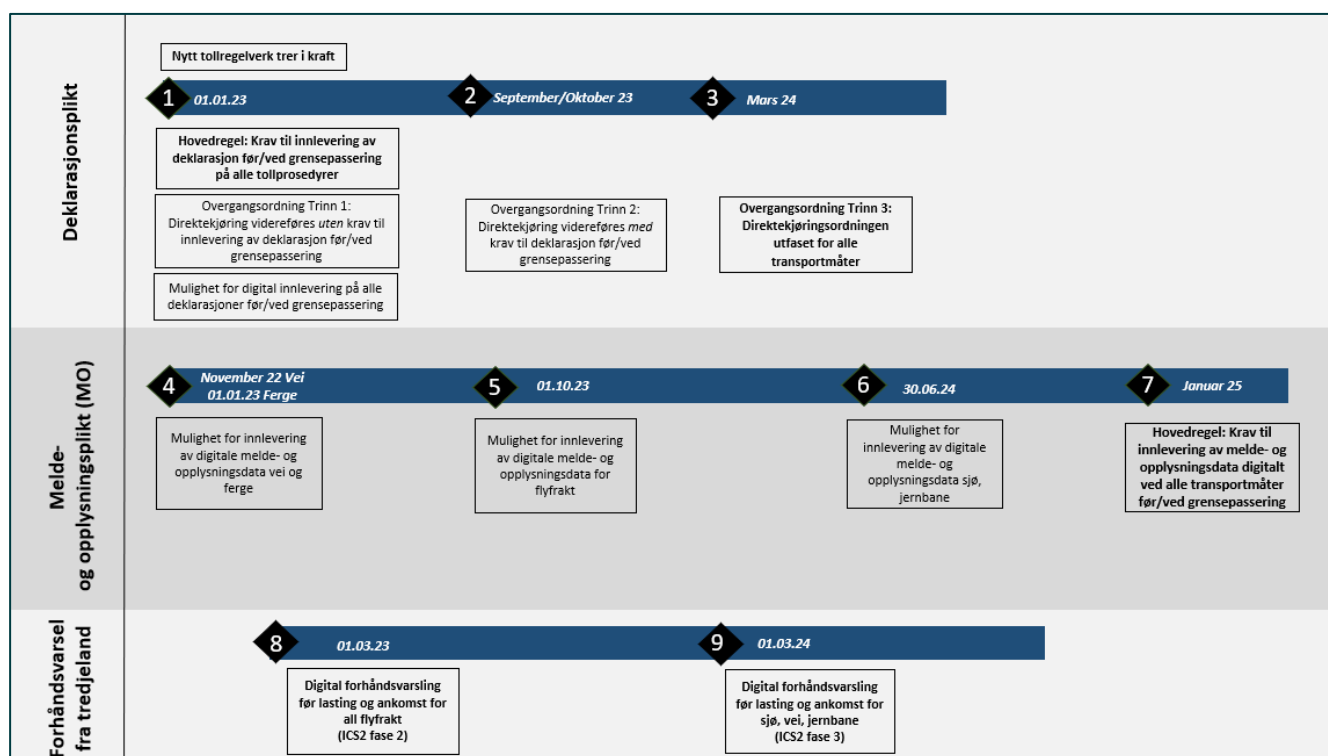 Deklarasjonsplikt
Nytt tollregelverk trer i kraft
1
01.01.23
2
September/Oktober 23
3
Mars 24
Hovedregel: Krav til innlevering av
deklarasjon før/ved grensepassering
på alle tollprosedyrer
Overgangsordning Trinn 1:
Direktekjøring videreføres uten krav til
innlevering av deklarasjon før/ved
grensepassering
Mulighet for digital innlevering på alle
deklarasjoner før/ved grensepassering
Overgangsordning Trinn 2:
Direktekjøring videreføres med
krav til deklarasjon før/ved
grensepassering
Overgangsordning Trinn 3:
Direktekjøringsordningen
utfaset for alle
transportmåter
Melde-
og opplysningsplikt (MO)
4
November 22 Vei
01.01.23 Ferge
5
01.10.23
6
30.06.24
7
Januar 25
Mulighet for innlevering
av digitale melde- og
opplysningsdata vei og
ferge
Mulighet for innlevering
av digitale melde- og
opplysningsdata for
flyfrakt
Mulighet for
innlevering av digitale
melde- og
opplysningsdata sjø,
jernbane
Hovedregel: Krav til
innlevering av melde- og
opplysningsdata digitalt
ved alle transportmåter
før/ved grensepassering
Forhåndsvarsel
fra tredjeland
8
01.03.23
9
01.03.24
Digital forhåndsvarsling
før lasting og ankomst for
all flyfrakt
(ICS2 fase 2)
Digital forhåndsvarsling
før lasting og ankomst for
sjø, vei, jernbane
(ICS2 fase 3)